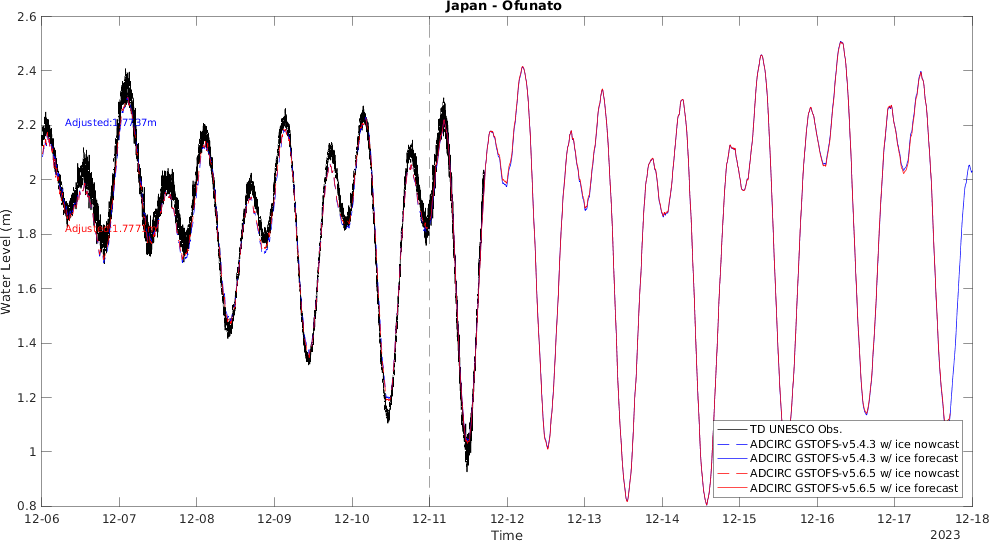 Japan - Ofunato
2.6
2.4
2.2
2
1.8
1.6
1.4
1.2
1
0.8
Water Level (m)
Adjusted:1.7737m
12-06
12-07
12-08
12-09
12-10
12-11
12-12
12-13
12-14
12-15
12-16
12-17
12-18
Time
2023
TD UNESCO Obs.
ADCIRC GSTOFS-v5.4.3 w/ ice nowcast
ADCIRC GSTOFS-v5.4.3 w/ ice forecast
ADCIRC GSTOFS-v5.6.5 w/ ice nowcast
ADCIRC GSTOFS-v5.6.5 w/ ice forecast